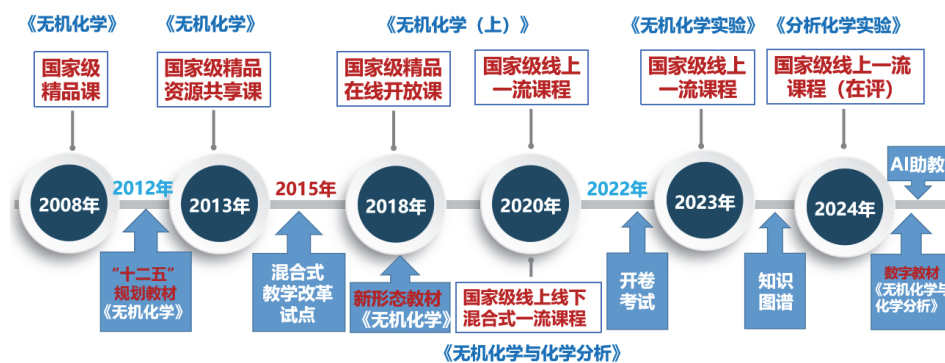 《无机化学》
《无机化学》
《无机化学（上）》
《无机化学实验》
《分析化学实验》
国家级
精品课
国家级精品
资源共享课
国家级精品
在线开放课
国家级线上
一流课程
国家级线上
一流课程
国家级线上一流
课程（在评）
2008年
2012年
2013年
2015年
2018年
2020年
2022年
2023年
2024年
AI助教
“十二五”
规划教材
《无机化学》
混合式
教学改革
试点
新形态教材
《无机化学》
国家级线上线下
混合式一流课程
《无机化学与化学分析》
开卷
考试
知识
图谱
数字教材
《无机化学与
化学分析》